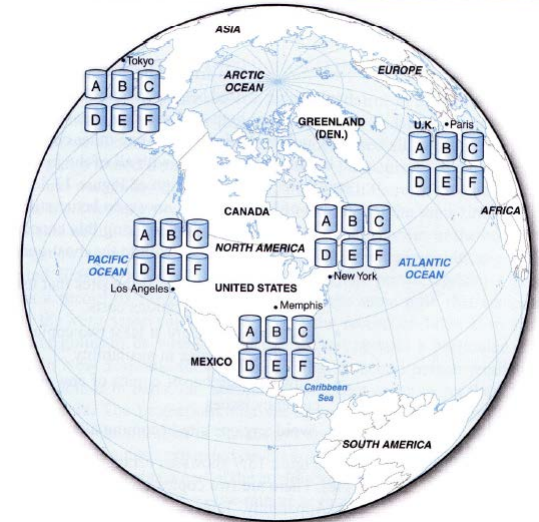 ASIA
Tokyo
A B C
D E F
ARCTIC
OCEAN
EUROPE
GREENLAND
(DEN.)
U.K. Paris
A B C
D E F
AFRICA
CANADA
A B C
D E F
NORTH AMERICA
A B C
D E F
PACIFIC
OCEAN
Los Angeles
ATLANTIC
OCEAN
New York
UNITED STATES
Memphis
A B C
D E F
MEXICO
Caribbean
Sea
SOUTH AMERICA